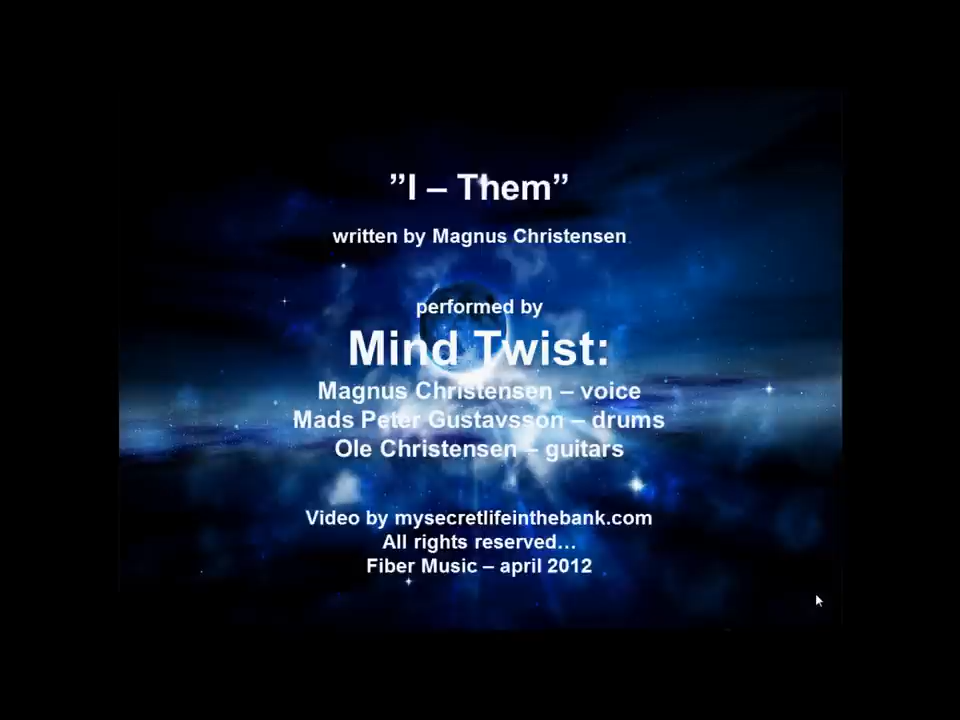 ”I – Them”
written by Magnus Christensen
performed by
Mind Twist:
Magnus Christensen – voice
Mads Peter Gustavsson – drums
Ole Christensen – guitars
Video by mysecretlifeinthebank.com
All rights reserved…
Fiber Music – april 2012